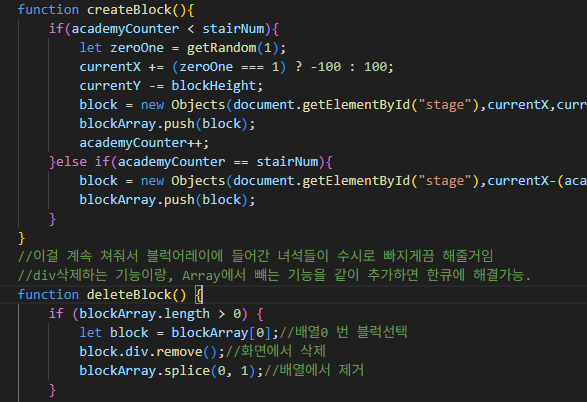 function createBlock(){
if(academyCounter < stairNum){
let zeroOne = getRandom(1);
currentX += (zeroOne === 1) ? -100 : 100;
currentY -= blockHeight;
block = new Objects(document.getElementById("stage"),currentX,curr
blockArray.push(block);
academyCounter++;
}else if(academyCounter == stairNum){
block = new Objects(document.getElementById("stage"),currentX-(aca
blockArray.push(block);
}
}
//이걸 계속 쳐줘서 블럭어레이에 들어간 녀석들이 수시로 빠지게끔 해줄거임
//div삭제하는 기능이랑, Array에서 빼는 기능을 같이 추가하면 한큐에 해결가능.
function deleteBlock() {
if (blockArray.length > 0) {
let block = blockArray[0];//배열0 번 블럭선택
block.div.remove();//화면에서 삭제
blockArray.splice(0, 1);//배열에서 제거
}